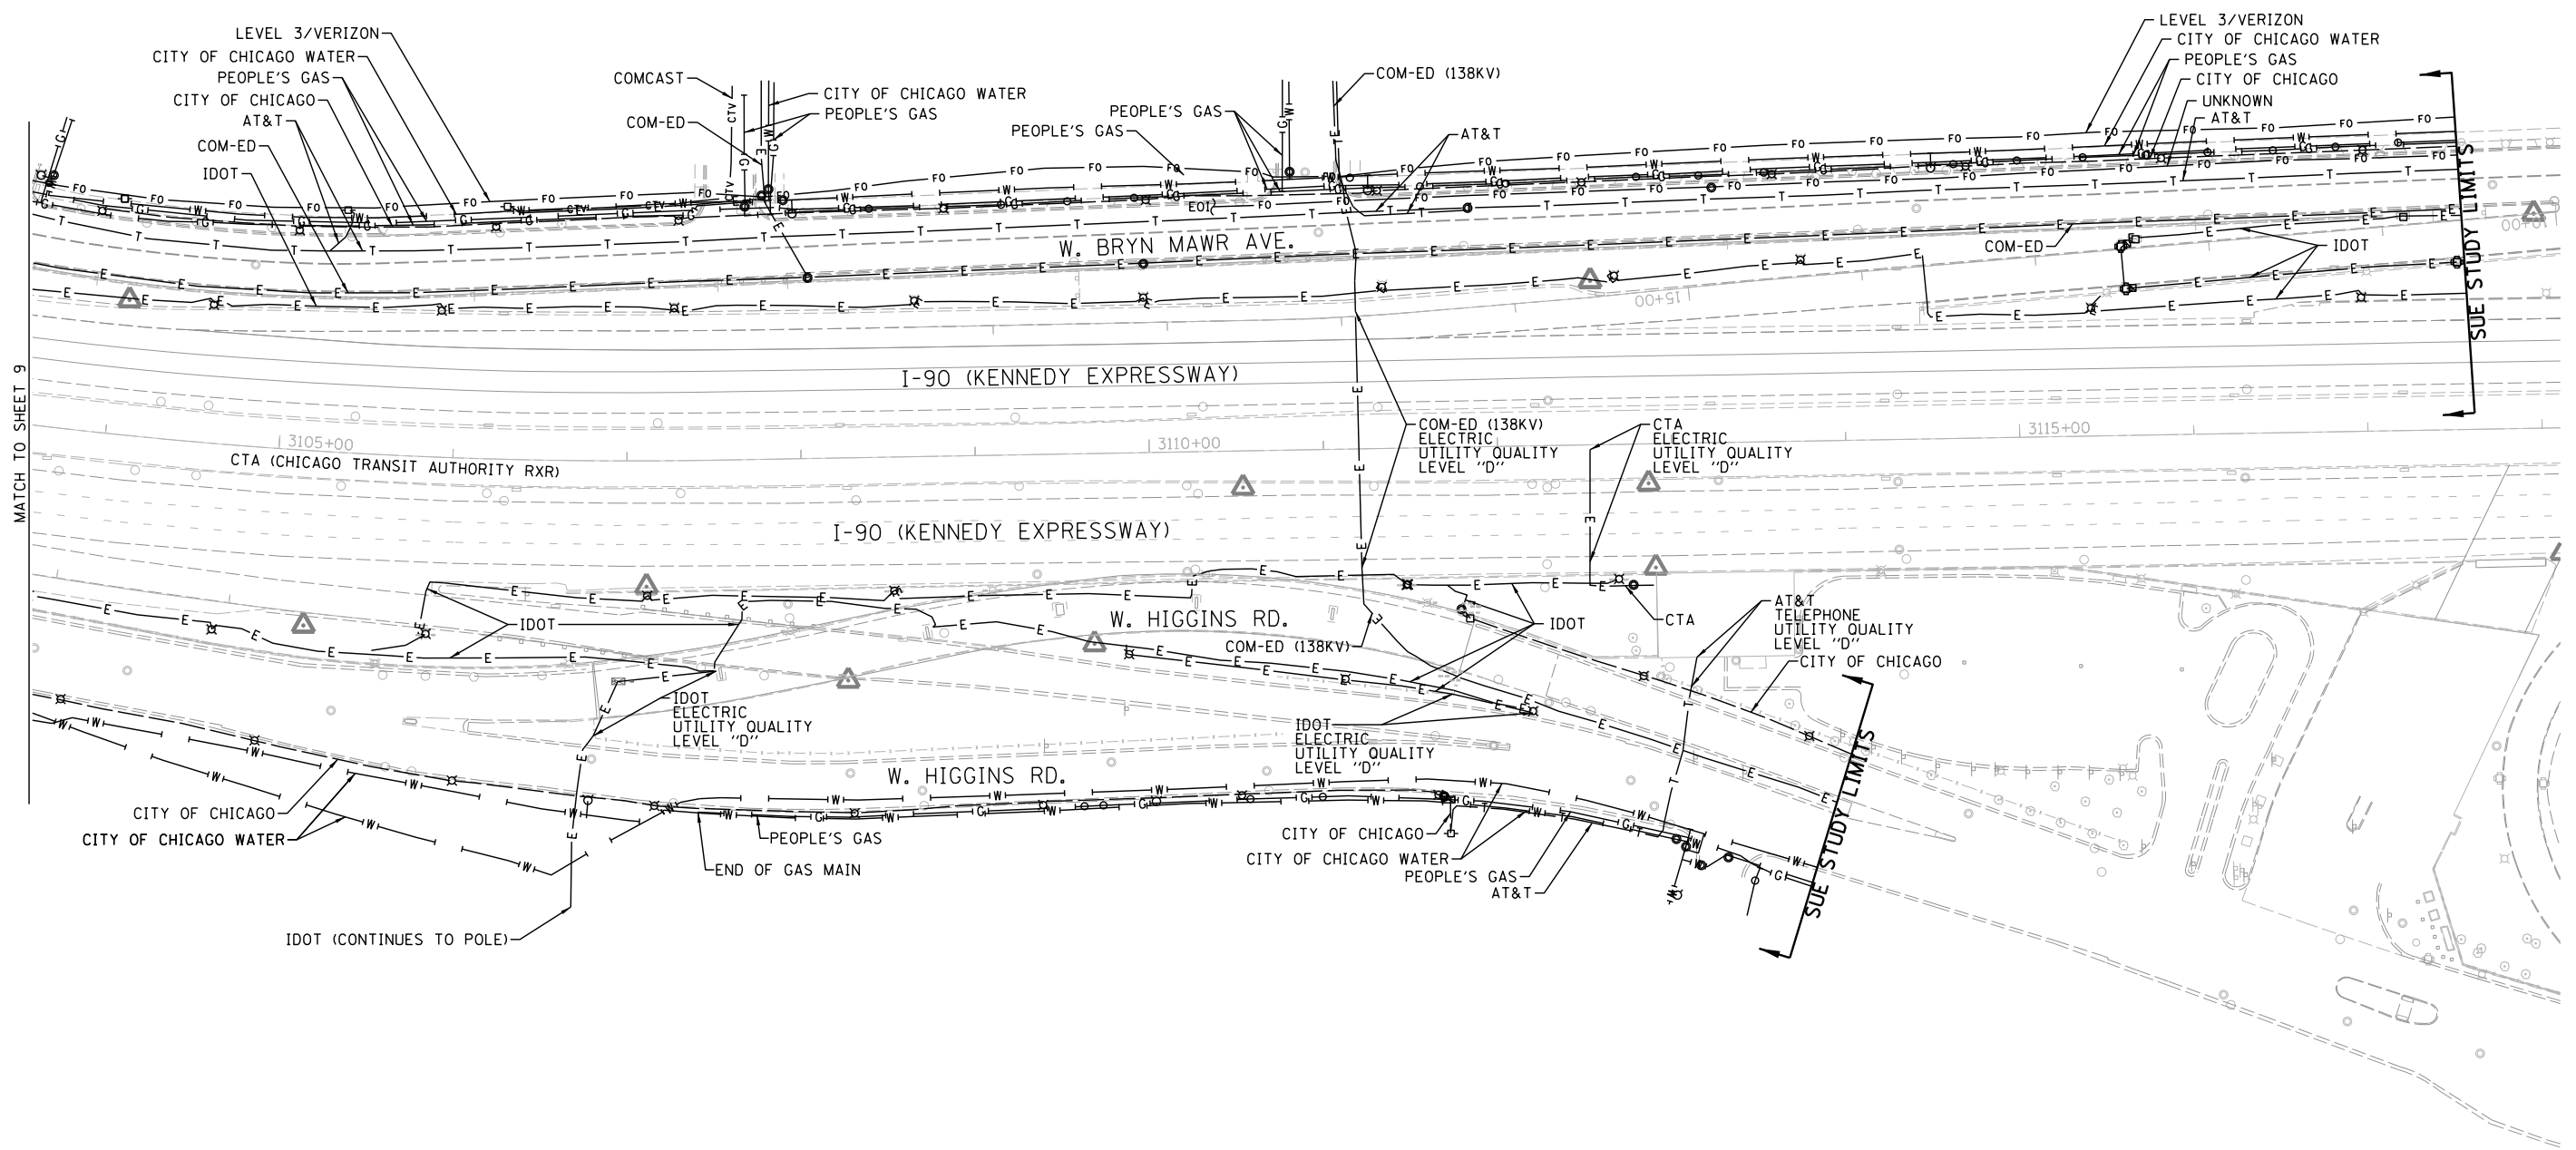 LEVEL 3/VERIZON
CITY OF CHICAGO WATER
PEOPLE'S GAS
CITY OF CHICAGO
AT&T
COM-ED
IDOT
COMCAST
COM-ED
CITY OF CHICAGO WATER
PEOPLE'S GAS
PEOPLE'S GAS
PEOPLE'S GAS
COM-ED (138KV)
AT&T
LEVEL 3/VERIZON
CITY OF CHICAGO WATER
PEOPLE'S GAS
CITY OF CHICAGO
UNKNOWN
AT&T
SUE STUDY LIMITS
W. BRYN MAWR AVE.
EOI
COM-ED
IDOT
15+00
MATCH TO SHEET 9
I-90 (KENNEDY EXPRESSWAY)
3105+00
3110+00
3115+00
CTA (CHICAGO TRANSIT AUTHORITY RXR)
COM-ED (138KV)
ELECTRIC
UTILITY QUALITY
LEVEL "D"
CTA
ELECTRIC
UTILITY QUALITY
LEVEL "D"
I-90 (KENNEDY EXPRESSWAY)
IDOT
W. HIGGINS RD.
COM-ED (138KV)
IDOT
CTA
AT&T
TELEPHONE
UTILITY QUALITY
LEVEL "D"
CITY OF CHICAGO
IDOT
ELECTRIC
UTILITY QUALITY
LEVEL "D"
IDOT
ELECTRIC
UTILITY QUALITY
LEVEL "D"
W. HIGGINS RD.
SUE STUDY LIMITS
CITY OF CHICAGO
CITY OF CHICAGO WATER
PEOPLE'S GAS
END OF GAS MAIN
CITY OF CHICAGO
CITY OF CHICAGO WATER
PEOPLE'S GAS
AT&T
IDOT (CONTINUES TO POLE)